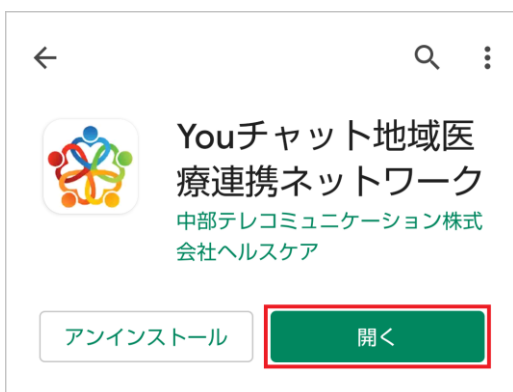 Youチャット地域医
療連携ネットワーク
中部テレコミュニケーション株式
会社ヘルスケア
アンインストール
開く